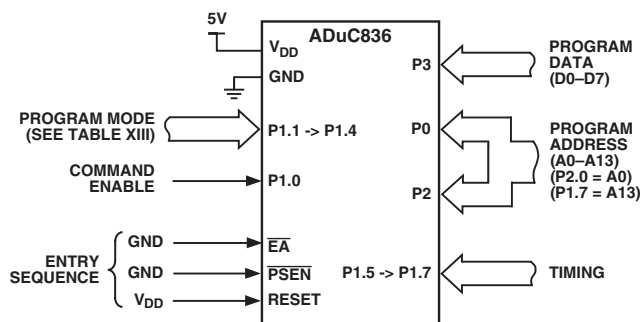 5V
ADuC836
VDD
GND
P3
PROGRAM
DATA
(D0–D7)
PROGRAM MODE
(SEE TABLE XIII)
P1.1 -> P1.4
P0
PROGRAM
ADDRESS
(A0–A13)
(P2.0 = A0)
(P1.7 = A13)
COMMAND
ENABLE
P1.0
P2
ENTRY
SEQUENCE
GND
EA
GND
PSEN
VDD
RESET
P1.5 -> P1.7
TIMING